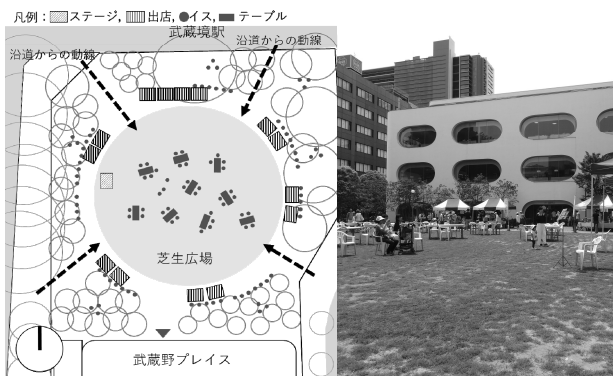 凡例：ステージ, 出店, イス, テーブル
武蔵境駅
沿道からの動線
沿道からの動線
芝生広場
武蔵野プレイス